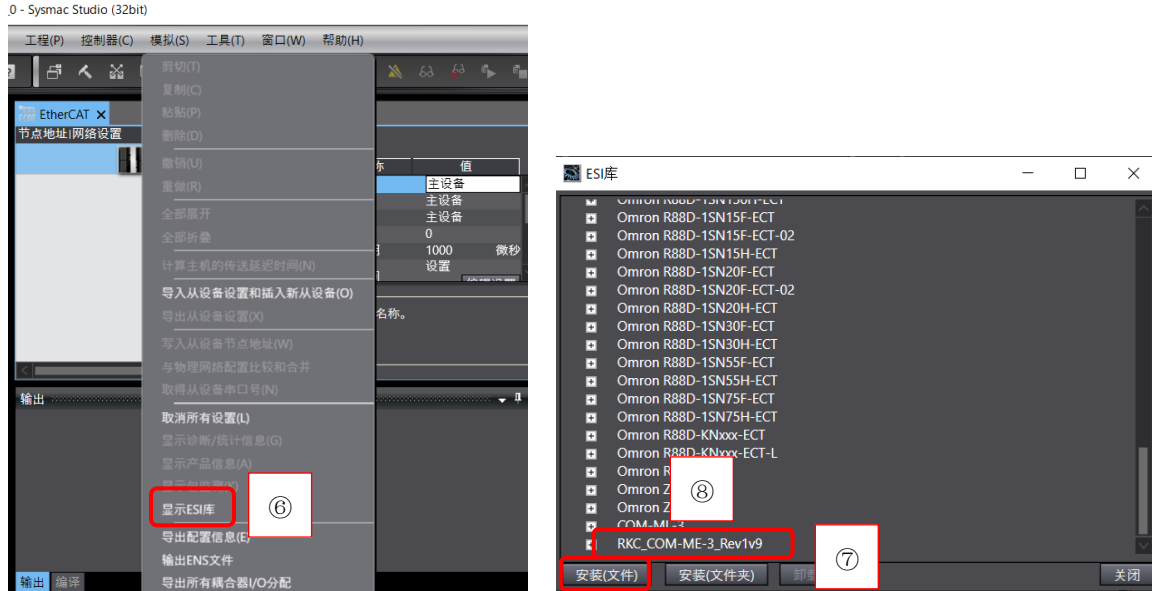 _0 - Sysmac Studio (32bit)
工程(P) 控制器(C) 模拟(S) 工具(T) 窗口(W) 帮助(H)
EtherCAT
节点地址|网络设置
剪切(T)
复制(C)
粘贴(P)
删除(D)
撤销(U)
重做(R)
全部展开
全部折叠
计算主机的传送延迟时间(N)
导入从设备设置和插入新从设备(O)
导出从设备设置(X)
写入从设备节点地址(W)
与物理网络配置比较和合并
取得从设备串口号(N)
取消所有设置(L)
显示诊断/统计信息(G)
显示产品信息(A)
显示ESI库
⑥
导出配置信息(E)
输出ENS文件
导出所有耦合器I/O分配
值
主设备
主设备
主设备
0
1000 微秒
设置
名称。
输出
输出 编译
ESI库
Omron R88D-1SN150H-ECT
Omron R88D-1SN15F-ECT
Omron R88D-1SN15F-ECT-02
Omron R88D-1SN15H-ECT
Omron R88D-1SN20F-ECT
Omron R88D-1SN20F-ECT-02
Omron R88D-1SN20H-ECT
Omron R88D-1SN30F-ECT
Omron R88D-1SN30H-ECT
Omron R88D-1SN55F-ECT
Omron R88D-1SN55H-ECT
Omron R88D-1SN75F-ECT
Omron R88D-1SN75H-ECT
Omron R88D-KNxxx-ECT
Omron R88D-KNxxx-ECT-L
Omron R
Omron Z
Omron Z
⑧
COM-ME-3
RKC_COM-ME-3_Rev1v9
⑦
安装(文件) 安装(文件夹) 关闭